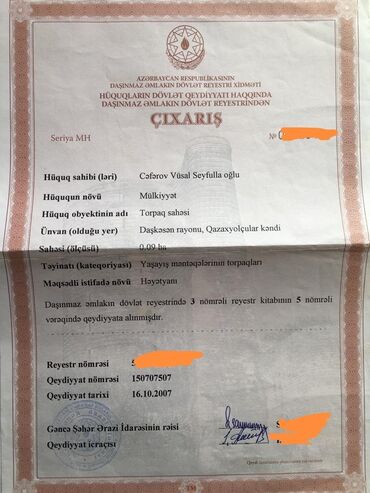 AZƏRBAYCAN RESPUBLİKASININ
DAŞINMAZ ƏMLAKIN DÖVLƏT REYESTRİ XİDMƏTİ
HÜQUQLARIN DÖVLƏT QEYDİYYATI HAQQINDA
DAŞINMAZ ƏMLAKIN DÖVLƏT REYESTRİNDƏN
ÇIXARIŞ
Seriya MH №
Hüquq sahibi (ləri) Cəfərov Vüsal Seyfulla oğlu
Hüququn növü Mülkiyyət
Hüquq obyektinin adı Torpaq sahəsi
Ünvan (olduğu yer) Daşkəsən rayonu, Qazaxyolçular kəndi
Sahəsi (ölçüsü) 0.09 ha
Təyinatı (kateqoriyası) Yaşayış məntəqələrinin torpaqları
Məqsədli istifadə növü Həyətyanı
Daşınmaz əmlakın dövlət reyestrində 3 nömrəli reyestr kitabının 5 nömrəli
vərəqində qeydiyyata alınmışdır.
Reyestr nömrəsi 5
Qeydiyyat nömrəsi 150707507
Qeydiyyat tarixi 16.10.2007
Gəncə Şəhər Ərazi İdarəsinin rəisi S
Qeydiyyat icraçısı